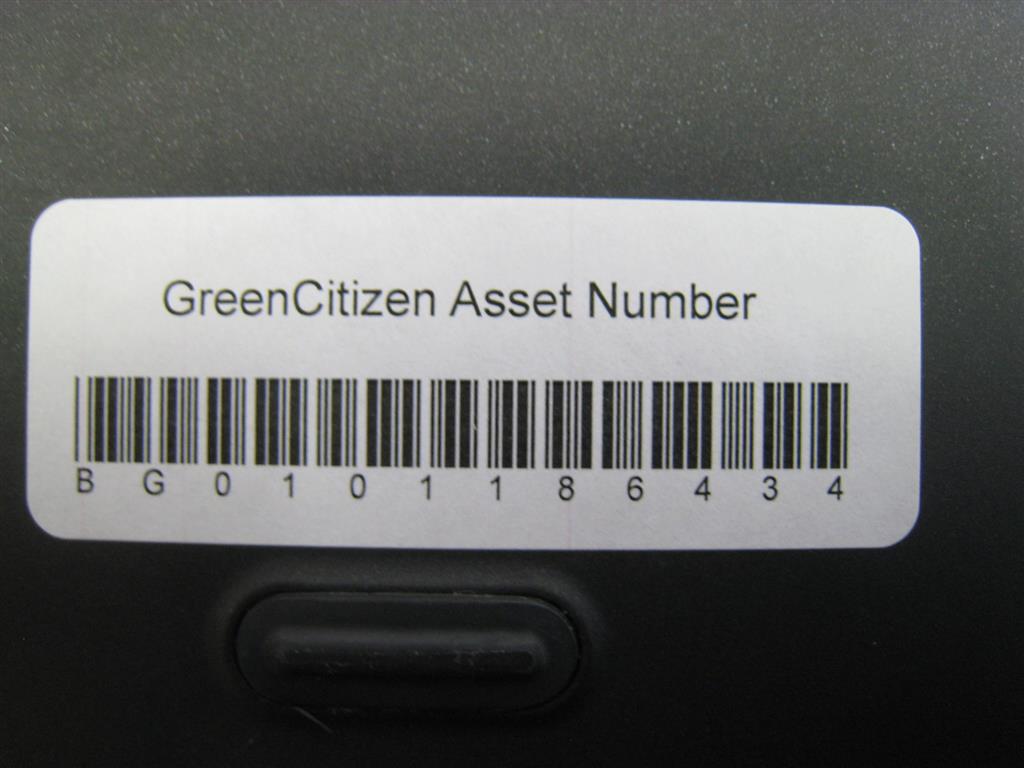 GreenCitizen Asset Number
B G 0 1 0 1 1 8 6 4 3 4